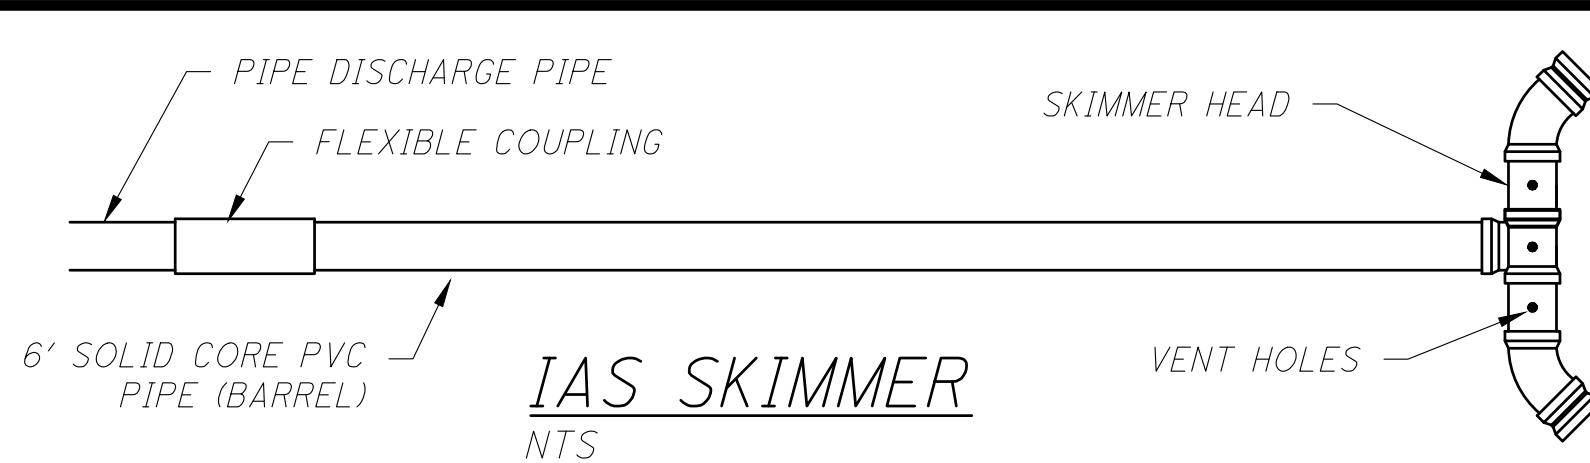 PIPE DISCHARGE PIPE
SKIMMER HEAD
FLEXIBLE COUPLING
6' SOLID CORE PVC
PIPE (BARREL)
VENT HOLES
IAS SKIMMER
NTS